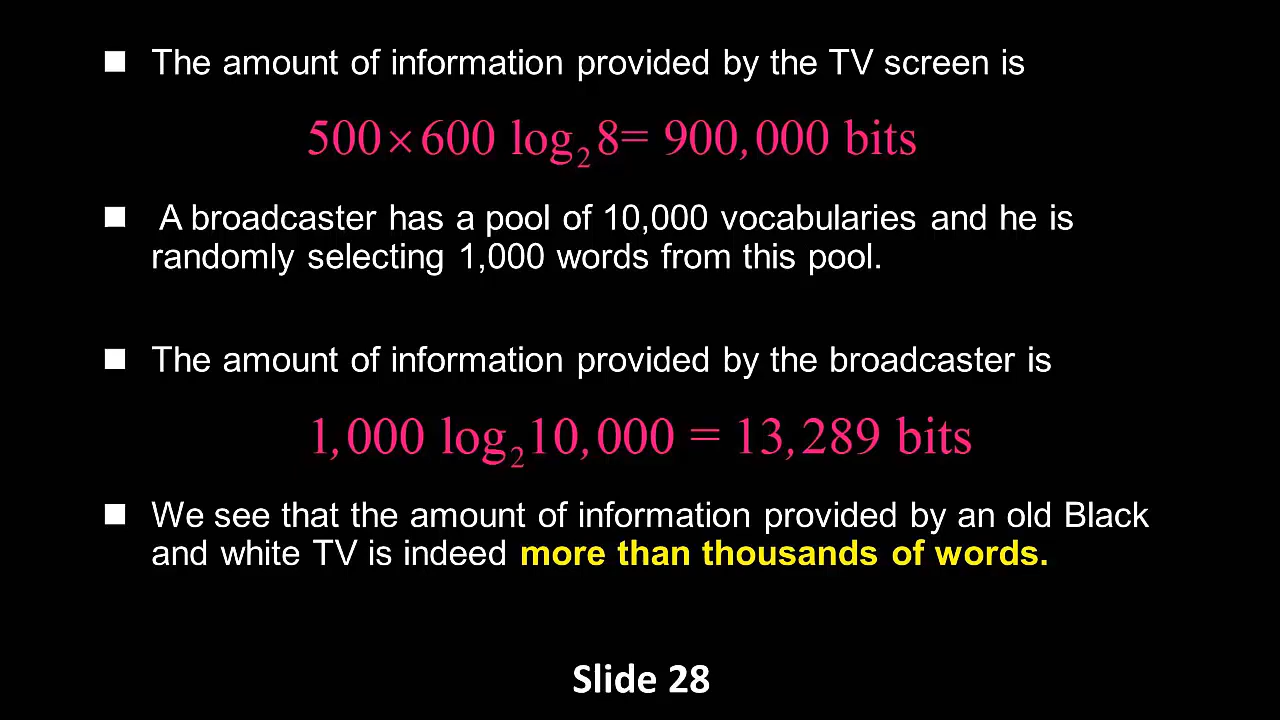 ■ The amount of information provided by the TV screen is
500×600 log₂8= 900,000 bits
■ A broadcaster has a pool of 10,000 vocabularies and he is
randomly selecting 1,000 words from this pool.
■ The amount of information provided by the broadcaster is
1,000 log₂10,000 = 13,289 bits
■ We see that the amount of information provided by an old Black
and white TV is indeed more than thousands of words.
Slide 28